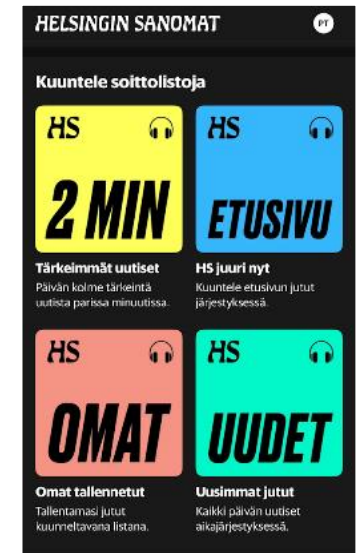 HELSINGIN SANOMAT PT
Kuuntele soittolistoja
HS
2 MIN
Tärkeimmät uutiset
Päivän kolme tärkeintä
uutista parissa minuutissa.
HS
ETUSIVU
HS juuri nyt
Kuuntele etusivun jutut
järjestyksessä.
HS
OMAT
Omat tallennetut
Tallentamasi jutut
kuunneltavana listana.
HS
UUDET
Uusimmat jutut
Kaikki päivän uutiset
aikajärjestyksessä.